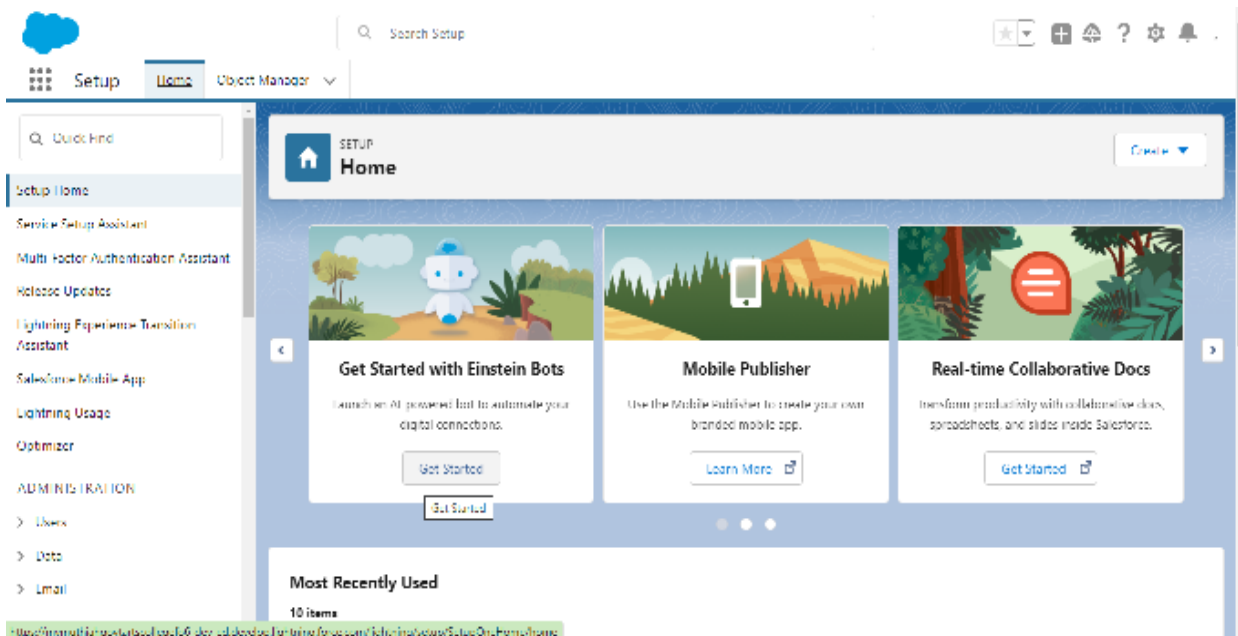 Search Setup
Setup
Home
Object Manager
Quick Find
SETUP
Home
Create
Setup Home
Service Setup Assistant
Multi-Factor Authentication Assistant
Release Updates
Lightning Experience Transition
Assistant
Salesforce Mobile App
Lightning Usage
Optimizer
ADMINISTRATION
Users
Data
Email
Get Started with Einstein Bots
Launch an AI-powered bot to automate your
digital connections.
Get Started
Get Started
Mobile Publisher
Use the Mobile Publisher to create your own
branded mobile app.
Learn More
Real-time Collaborative Docs
Transform productivity with collaborative docs,
spreadsheets, and slides inside Salesforce.
Get Started
Most Recently Used
10 items